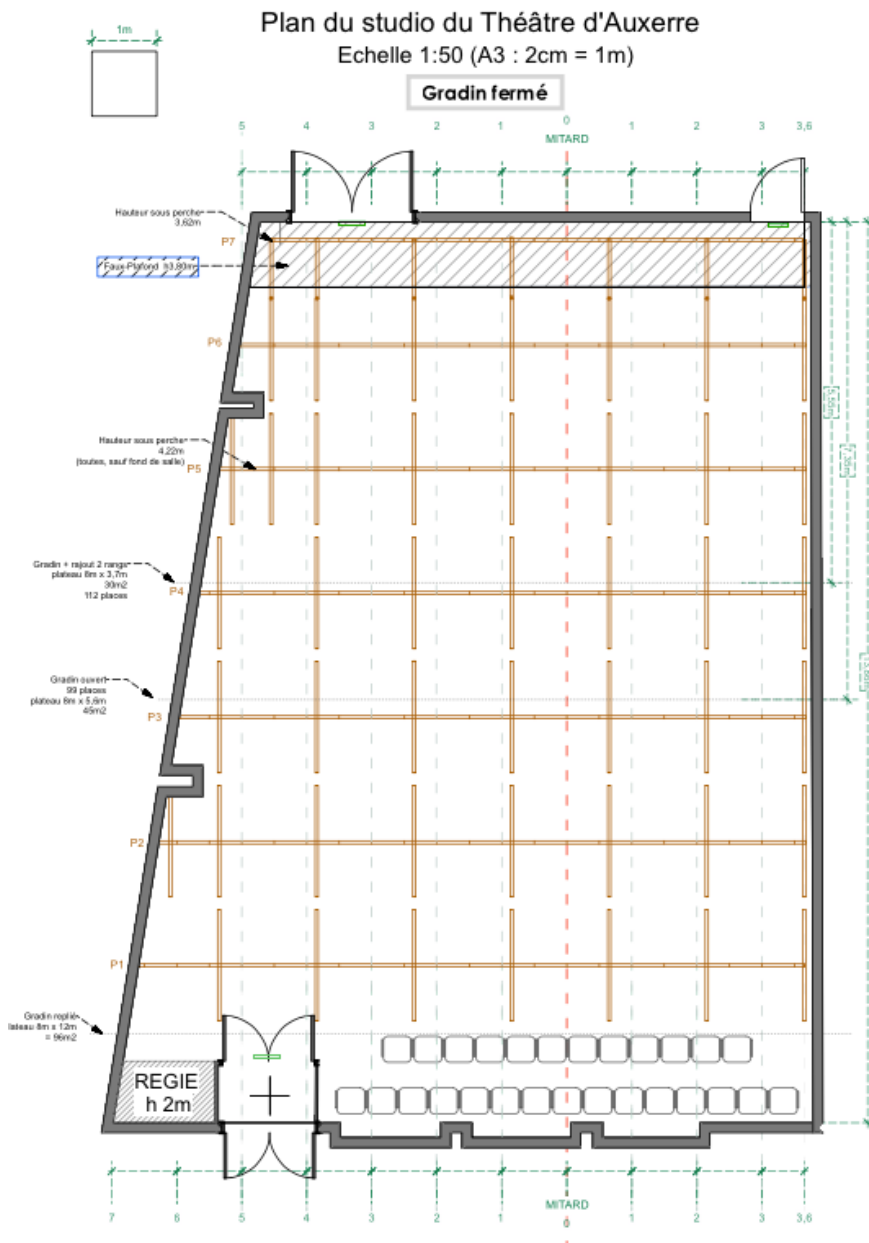 Plan du studio du Théâtre d'Auxerre
Echelle 1:50 (A3 : 2cm = 1m)
Gradin fermé
1m
5 4 3 2 1 0 1 2 3 3,6
MITARD
Hauteur sous perche
3,62m
P7
Faux-Plafond h3,80m
P6
Hauteur sous perche
4,22m
(toutes, sauf fond de salle)
P5
Gradin + rajout 2 rangs
plateau 8m x 3,7m
30m2
112 places
P4
Gradin ouvert
99 places
plateau 8m x 5,6m
45m2
P3
P2
P1
Gradin replié
lateau 8m x 12m
= 96m2
REGIE
h 2m
MITARD
7 6 5 4 3 2 1 0 1 2 3 3,6